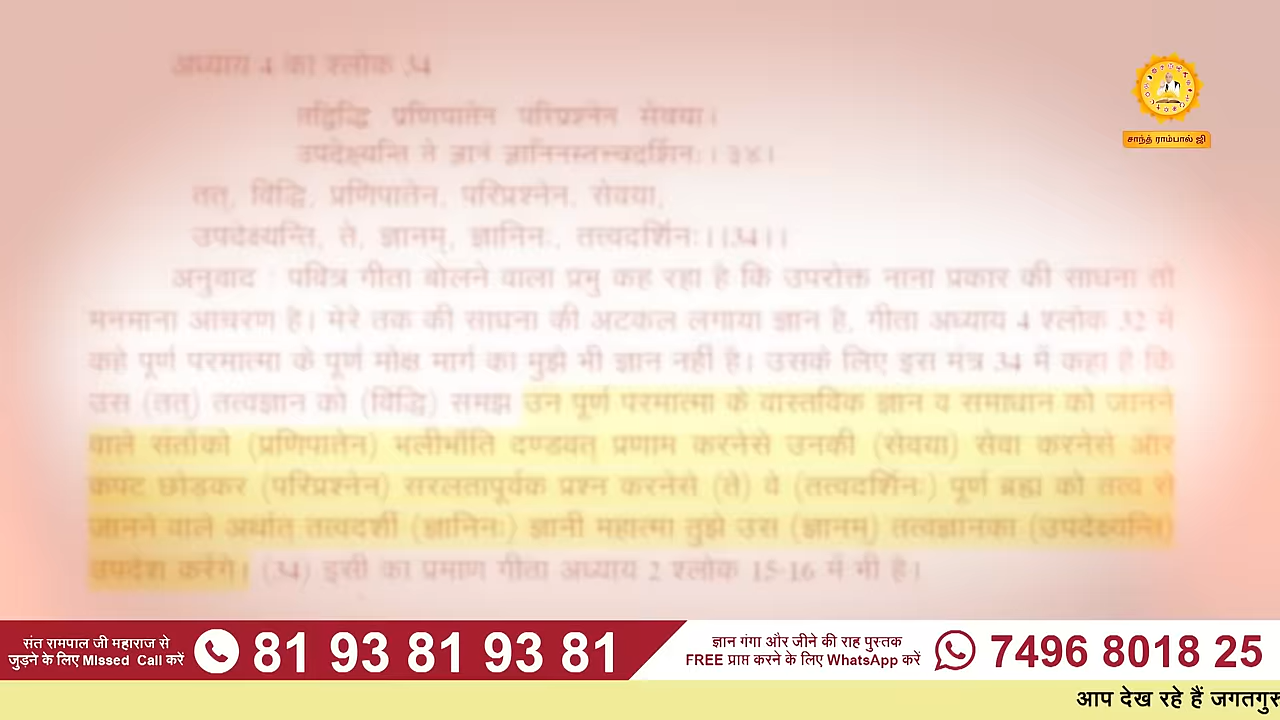 अध्याय 4 का श्लोक 34
तद्विद्धि प्रणिपातेन परिप्रश्नेन सेवया।
उपदेक्ष्यन्ति ते ज्ञानं ज्ञानिनस्तत्त्वदर्शिनः।।३४।
तत्, विद्धि, प्रणिपातेन, परिप्रश्नेन, सेवया,
उपदेक्ष्यन्ति, ते, ज्ञानम्, ज्ञानिनः, तत्त्वदर्शिनः।।34।।
अनुवाद : पवित्र गीता बोलने वाला प्रभु कह रहा है कि उपरोक्त नाना प्रकार की साधना तो
मनमाना आचरण है। मेरे तक की साधना की अटकल लगाया ज्ञान है, गीता अध्याय 4 श्लोक 32 में
कहे पूर्ण परमात्मा के पूर्ण मोक्ष मार्ग का मुझे भी ज्ञान नहीं है। उसके लिए इस मंत्र 34 में कहा है कि
उस (तत्) तत्वज्ञान को (विद्धि) समझ उन पूर्ण परमात्मा के वास्तविक ज्ञान व समाधान को जानने
वाले संतोंको (प्रणिपातेन) भलीभाँति दण्डवत् प्रणाम करनेसे उनकी (सेवया) सेवा करनेसे और
कपट छोड़कर (परिप्रश्नेन) सरलतापूर्वक प्रश्न करनेसे (ते) वे (तत्त्वदर्शिनः) पूर्ण ब्रह्म को तत्व से
जानने वाले अर्थात् तत्वदर्शी (ज्ञानिनः) ज्ञानी महात्मा तुझे उस (ज्ञानम्) तत्वज्ञानका (उपदेक्ष्यन्ति)
उपदेश करेंगे। (34) इसी का प्रमाण गीता अध्याय 2 श्लोक 15-16 में भी है।
சாந்த் ராம்பால் ஜி
संत रामपाल जी महाराज से
जुड़ने के लिए Missed Call करें
81 93 81 93 81
ज्ञान गंगा और जीने की राह पुस्तक
FREE प्राप्त करने के लिए WhatsApp करें
7496 8018 25
आप देख रहे हैं जगतगुरु